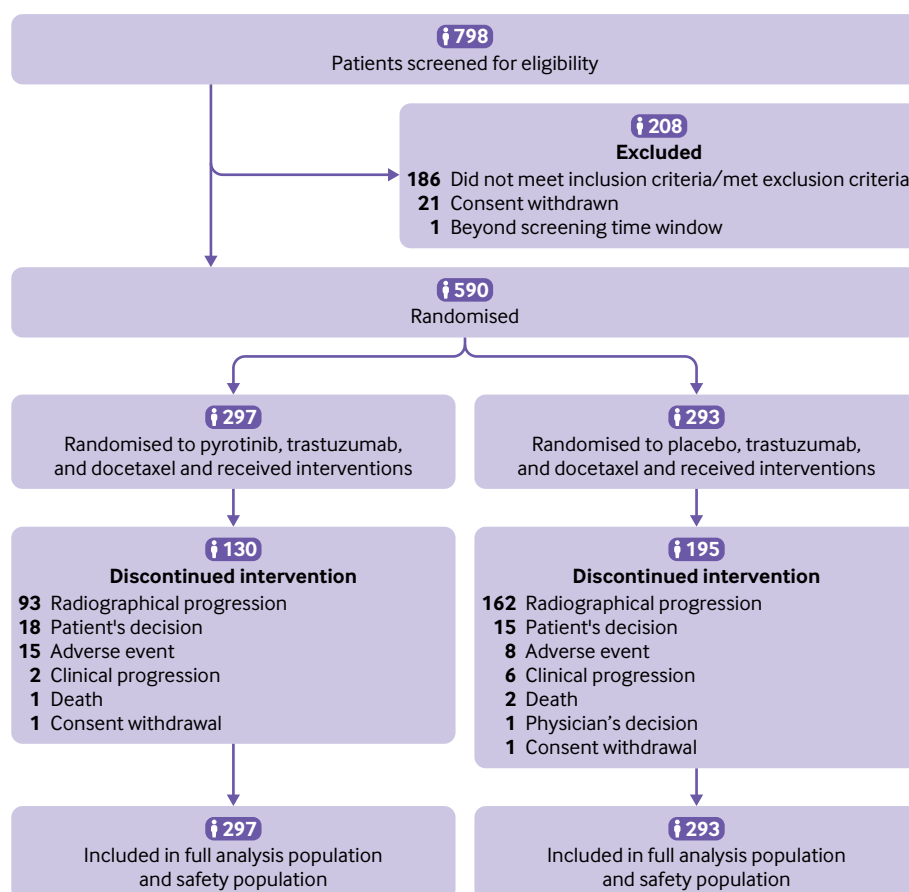 798
Patients screened for eligibility
208
Excluded
186 Did not meet inclusion criteria/met exclusion criteria
21 Consent withdrawn
1 Beyond screening time window
590
Randomised
297
Randomised to pyrotinib, trastuzumab,
and docetaxel and received interventions
293
Randomised to placebo, trastuzumab,
and docetaxel and received interventions
130
Discontinued intervention
93 Radiographical progression
18 Patient's decision
15 Adverse event
2 Clinical progression
1 Death
1 Consent withdrawal
195
Discontinued intervention
162 Radiographical progression
15 Patient's decision
8 Adverse event
6 Clinical progression
2 Death
1 Physician’s decision
1 Consent withdrawal
297
Included in full analysis population
and safety population
293
Included in full analysis population
and safety population